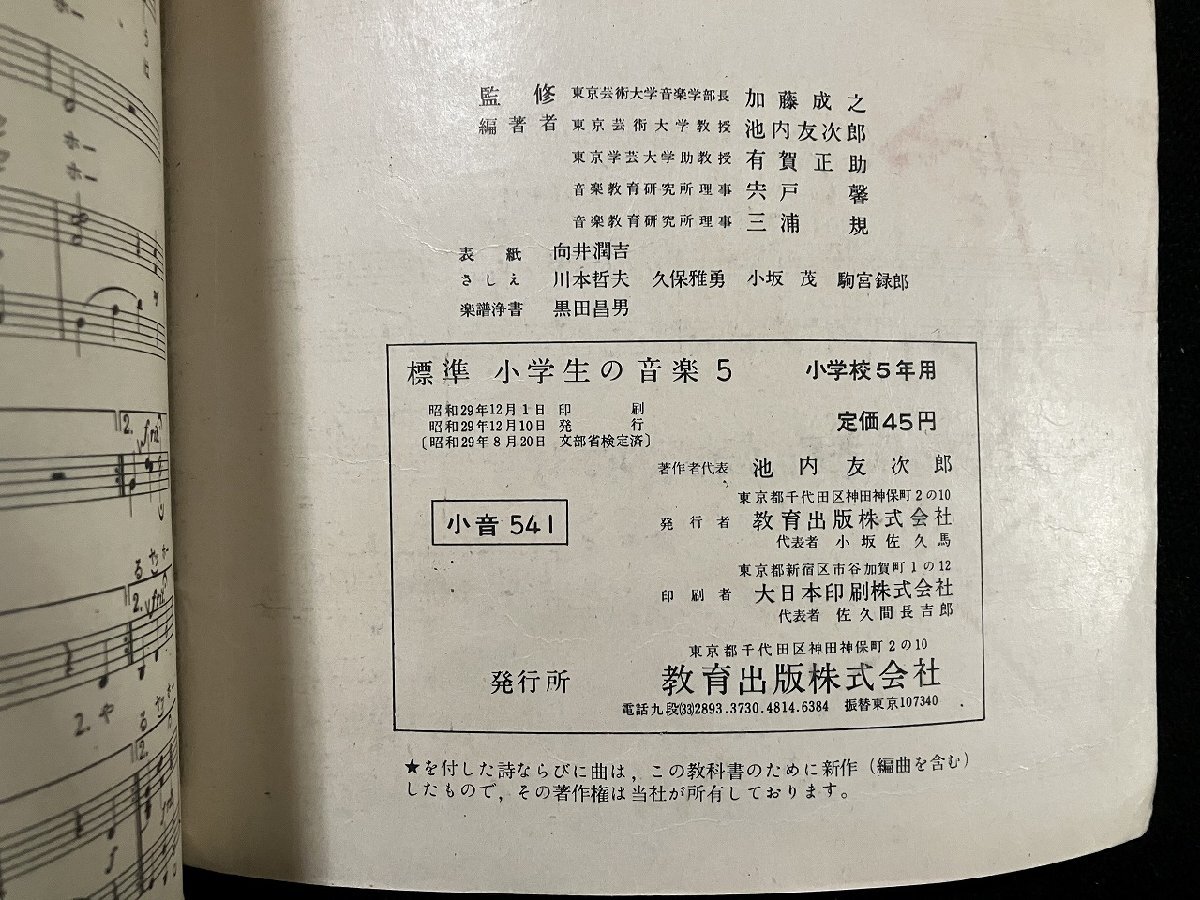 監修 東京芸術大学音楽学部長 加藤成之
編著者 東京芸術大学教授 池内友次郎
東京学芸大学助教授 有賀正助
音楽教育研究所理事 宍戸馨
音楽教育研究所理事 三浦規
表紙 向井潤吉
さしえ 川本哲夫 久保雅勇 小坂茂 駒宮録郎
楽譜浄書 黒田昌男
標準 小学生の音楽 5 小学校5年用
昭和29年12月1日 印刷
昭和29年12月10日 発行
〔昭和29年8月20日 文部省検定済〕
定価45円
著作者代表 池内友次郎
小音 541
東京都千代田区神田神保町2の10
発行者 教育出版株式会社
代表者 小坂佐久馬
東京都新宿区市谷加賀町1の12
印刷者 大日本印刷株式会社
代表者 佐久間長吉郎
東京都千代田区神田神保町2の10
発行所 教育出版株式会社
電話九段(33)2893.3730.4814.6384 振替東京107340
★を付した詩ならびに曲は，この教科書のために新作（編曲を含む）
したもので，その著作権は当社が所有しております。